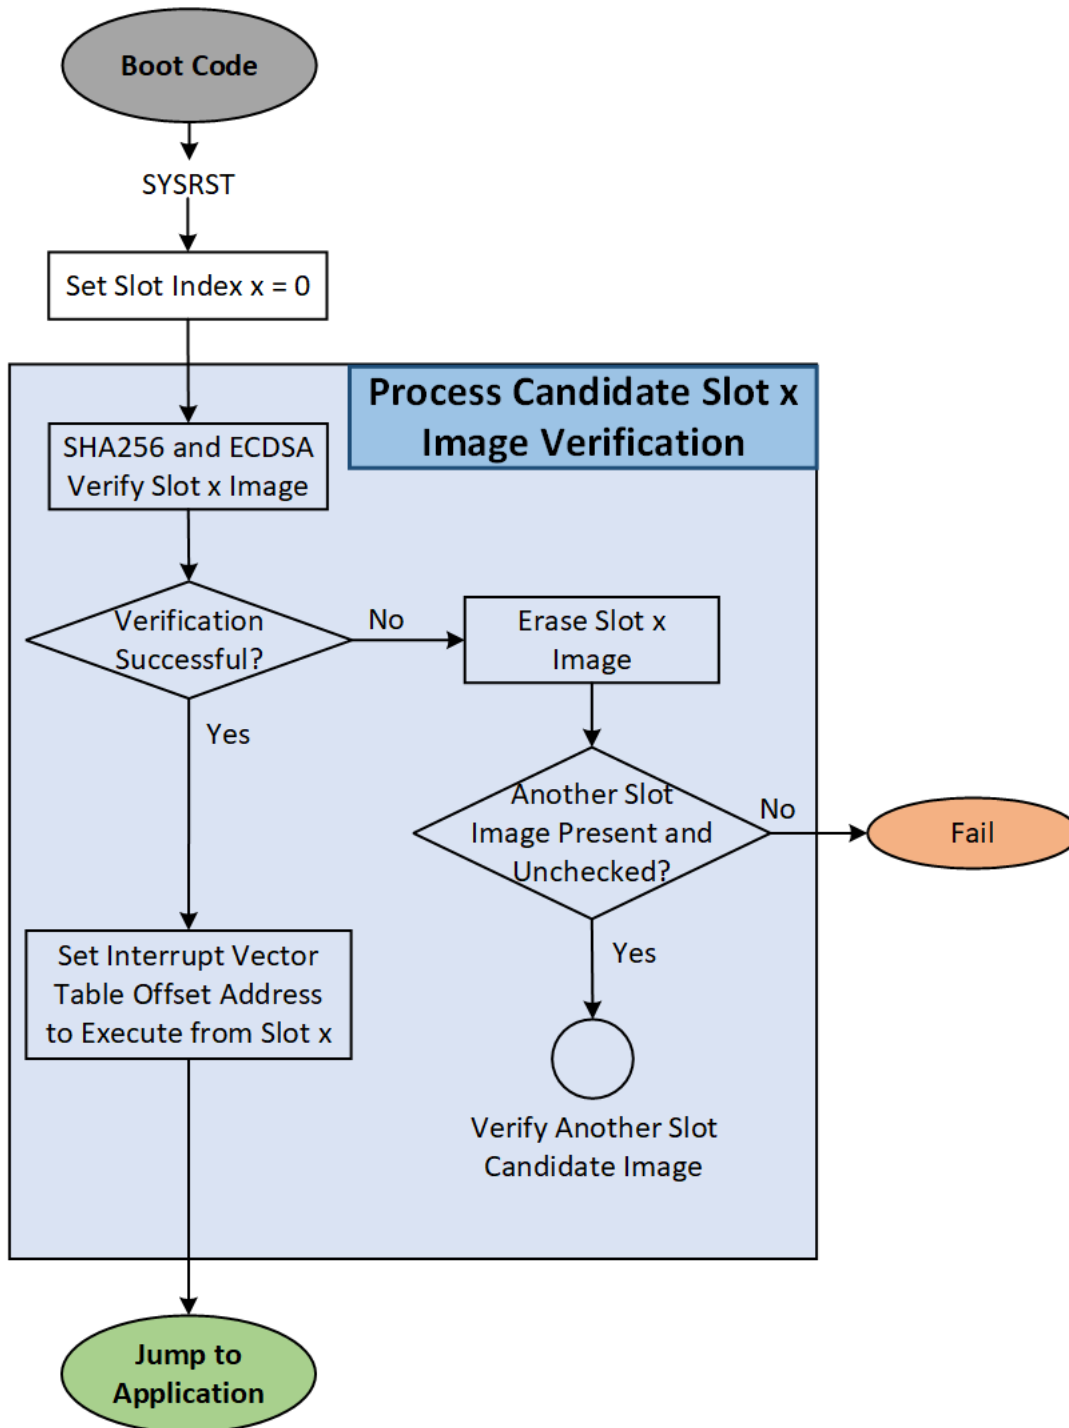 Boot Code
SYSRST
Set Slot Index x = 0
Process Candidate Slot x
Image Verification
SHA256 and ECDSA
Verify Slot x Image
Verification
Successful?
No
Erase Slot x
Image
Yes
Another Slot
Image Present and
Unchecked?
No
Fail
Set Interrupt Vector
Table Offset Address
to Execute from Slot x
Yes
Verify Another Slot
Candidate Image
Jump to
Application